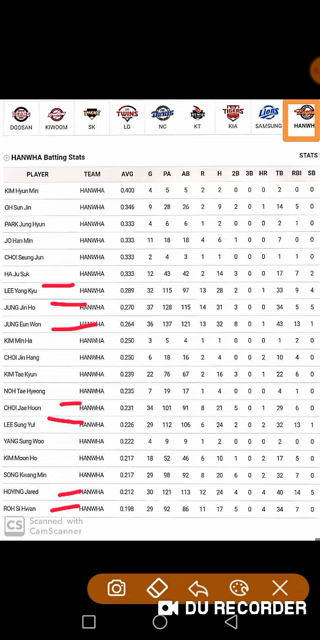 DOOSAN KIWOOM SK LG NC KT KIA SAMSUNG HANWH
TWINS
TIGERS
Lions
HANWHA Batting Stats STATS
PLAYER TEAM AVG G PA AB R H 2B 3B HR TB RBI SB
KIM Hyun Min HANWHA 0.400 4 5 5 2 2 0 0 0 2 0 0
OH Sun Jin HANWHA 0.346 9 28 26 2 9 2 0 1 14 5 0
PARK Jung Hyun HANWHA 0.333 4 6 6 2 2 0 0 0 2 1 0
JO Han Min HANWHA 0.333 11 18 18 4 6 1 0 0 7 0 0
CHOI Seung Jun HANWHA 0.333 2 4 3 1 1 0 0 0 1 0 0
HA Ju Suk HANWHA 0.333 12 43 42 2 14 3 0 0 17 7 2
LEE Yong Kyu HANWHA 0.289 32 115 97 13 28 2 0 1 33 9 4
JUNG Jin Ho HANWHA 0.270 37 128 115 14 31 3 0 0 34 5 5
JUNG Eun Won HANWHA 0.264 36 137 121 13 32 8 0 1 43 13 1
KIM Min Ha HANWHA 0.250 3 5 4 1 1 0 0 0 1 0 0
CHOI Jin Hang HANWHA 0.250 6 18 16 2 4 0 0 2 10 4 0
KIM Tae Kyun HANWHA 0.239 22 76 67 2 16 3 0 1 22 6 0
NOH Tae Hyeong HANWHA 0.235 7 19 17 1 4 0 0 0 4 1 0
CHOI Jae Hoon HANWHA 0.231 34 101 91 8 21 5 0 1 29 6 0
LEE Sung Yul HANWHA 0.226 29 112 106 6 24 2 0 2 32 13 1
YANG Sung Woo HANWHA 0.222 4 9 9 1 2 0 0 0 2 0 0
KIM Moon Ho HANWHA 0.217 18 52 46 6 10 1 0 2 17 5 0
SONG Kwang Min HANWHA 0.217 29 98 92 8 20 6 0 2 32 7 0
HOYING Jared HANWHA 0.212 30 121 113 12 24 4 0 4 40 14 5
ROH Si Hwan HANWHA 0.198 29 92 86 11 17 5 0 4 34 7 0
CS Scanned with
CamScanner
DU RECORDER